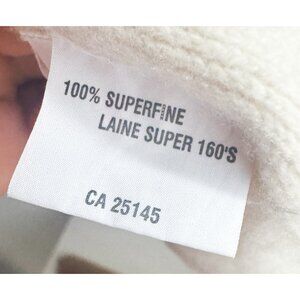 100% SUPERFINE
LAINE SUPER 160'S
CA 25145